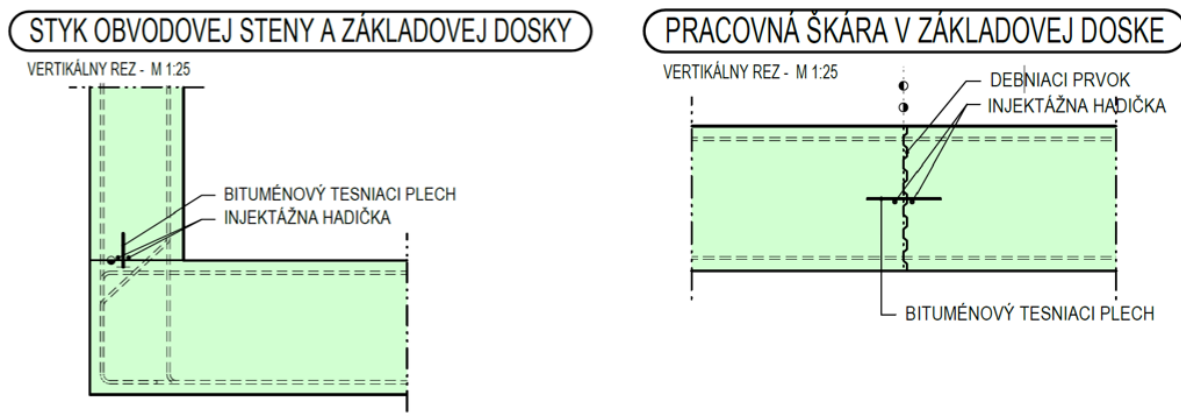 STYK OBVODOVEJ STENY A ZÁKLADOVEJ DOSKY
VERTIKÁLNY REZ - M 1:25
BITUMÉNOVÝ TESNIACI PLECH
INJEKTÁŽNA HADIČKA
PRACOVNÁ ŠKÁRA V ZÁKLADOVEJ DOSKE
VERTIKÁLNY REZ - M 1:25
DEBNIACI PRVOK
INJEKTÁŽNA HADIČKA
BITUMÉNOVÝ TESNIACI PLECH